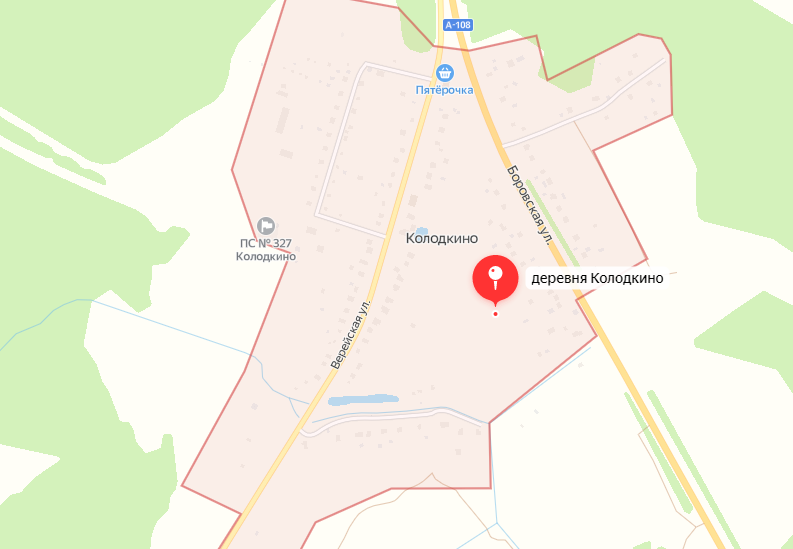 А-108
Пятёрочка
Боровская ул.
ПС № 327
Колодкино
Колодкино
деревня Колодкино
Верейская ул.